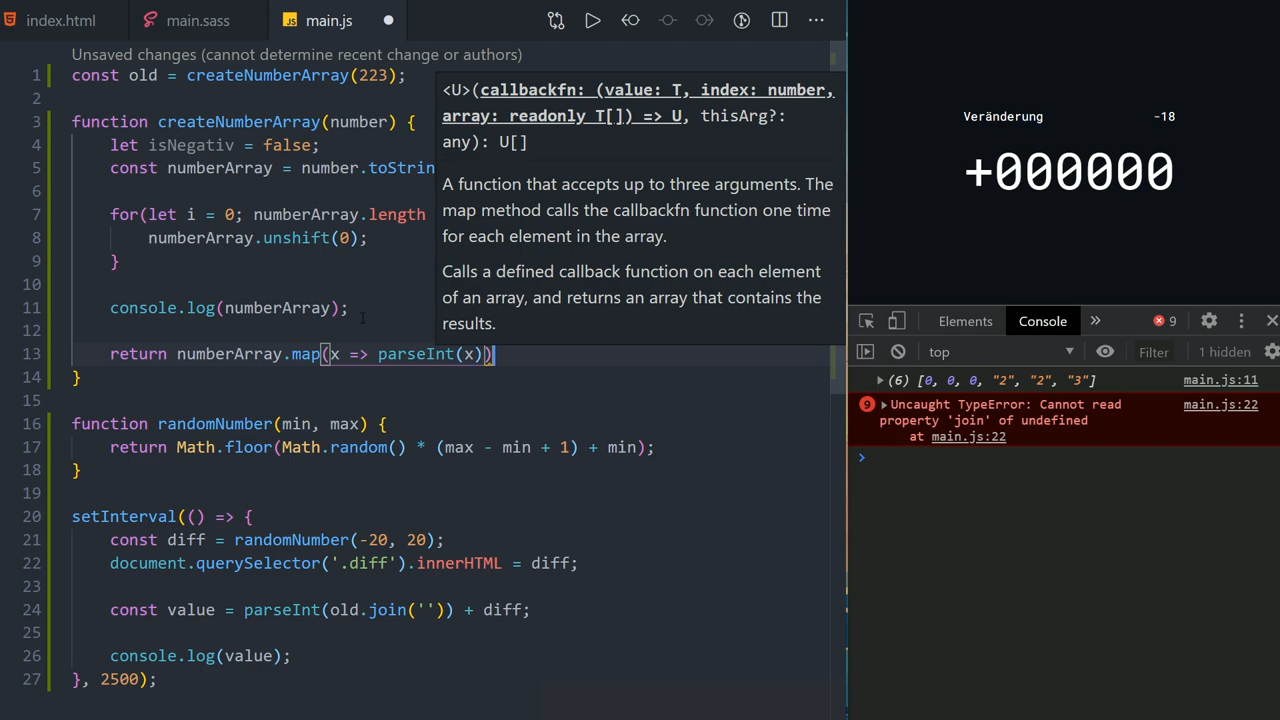 index.html
main.sass
JS main.js
Unsaved changes (cannot determine recent change or authors)
1 const old = createNumberArray(223);
2
3 function createNumberArray(number) {
4 let isNegativ = false;
5 const numberArray = number.toStrin
6
7 for(let i = 0; numberArray.length
8 numberArray.unshift(0);
9 }
10
11 console.log(numberArray);
12
13 return numberArray.map(x => parseInt(x))
14 }
15
16 function randomNumber(min, max) {
17 return Math.floor(Math.random() * (max - min + 1) + min);
18 }
19
20 setInterval(() => {
21 const diff = randomNumber(-20, 20);
22 document.querySelector('.diff').innerHTML = diff;
23
24 const value = parseInt(old.join('')) + diff;
25
26 console.log(value);
27 }, 2500);
<U>(callbackfn: (value: T, index: number,
array: readonly T[]) => U, thisArg?:
any): U[]
A function that accepts up to three arguments. The
map method calls the callbackfn function one time
for each element in the array.
Calls a defined callback function on each element
of an array, and returns an array that contains the
results.
Veränderung -18
+000000
Elements Console » 9
top Filter 1 hidden
(6) [0, 0, 0, "2", "2", "3"] main.js:11
9 Uncaught TypeError: Cannot read main.js:22
property 'join' of undefined
at main.js:22